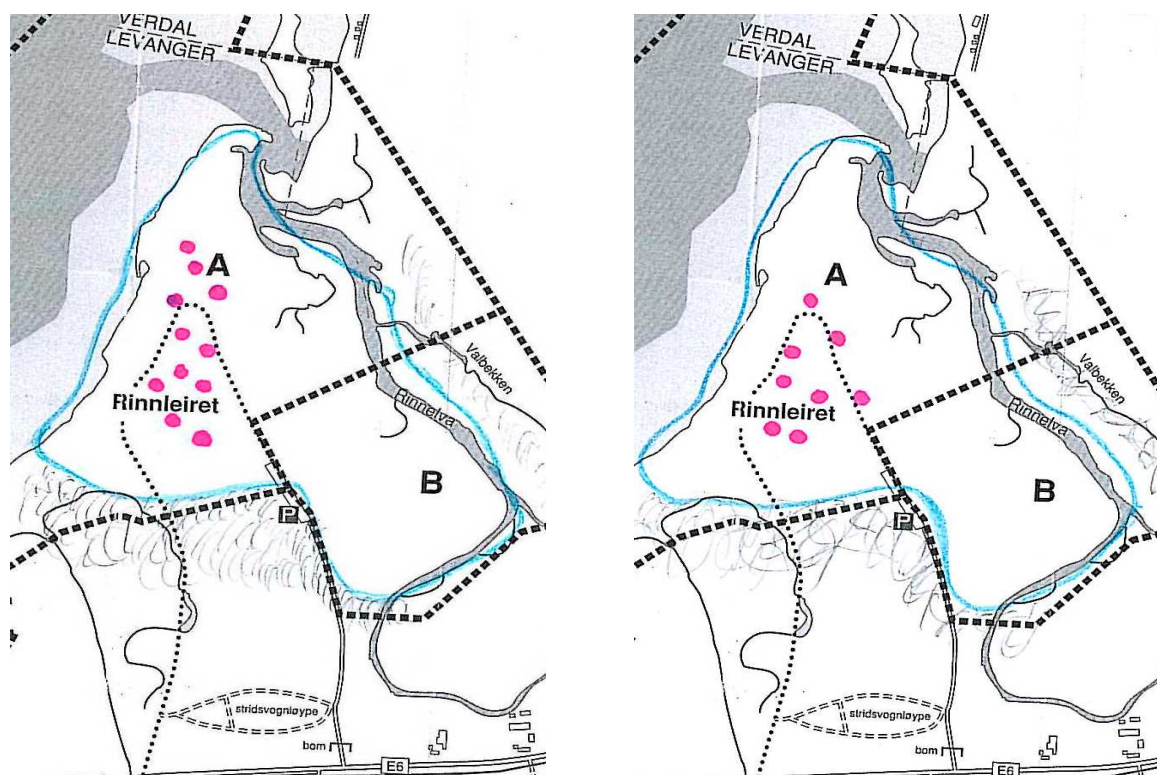 VERDAL
LEVANGER
A
Valbekken
Rinnleiret
Rinnelva
B
P
stridsvognløype
bom
E6
VERDAL
LEVANGER
A
Valbekken
Rinnleiret
Rinnelva
B
P
stridsvognløype
bom
E6